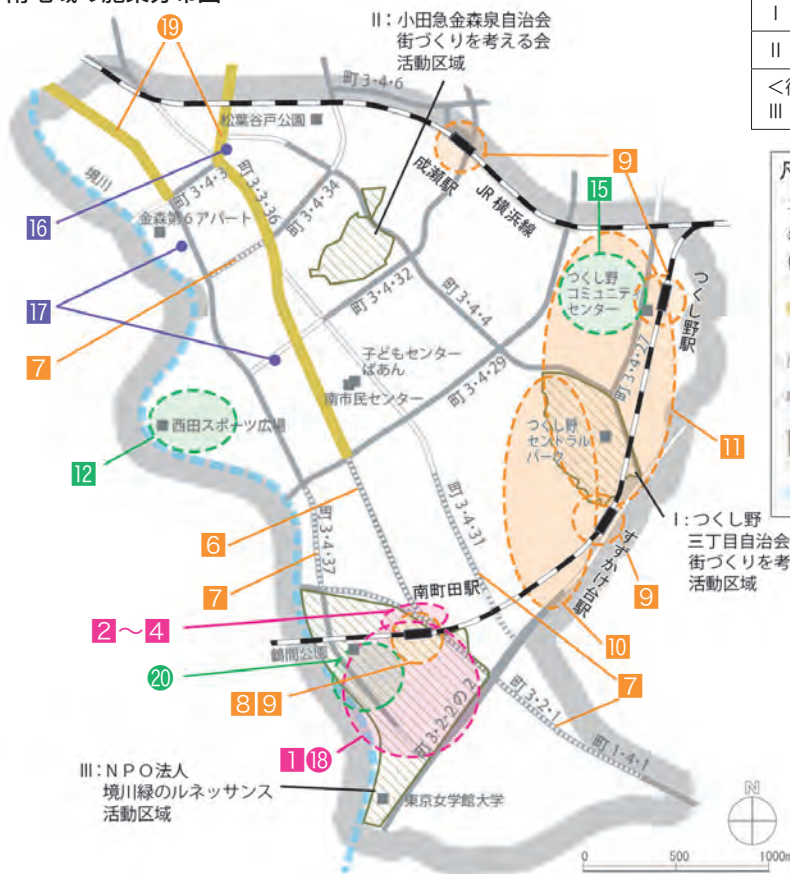 Ⅰ
Ⅱ
Ⅲ
Ⅱ：小田急金森泉自治会
街づくりを考える会
活動区域
⑲
町3・4・6
松葉谷戸公園
成瀬駅
JR横浜線
9
15
16
境川
町3・4・3
町3・3・36
町3・4・34
金森第6アパート
17
7
つくし野
コミュニティ
センター
つくし野駅
町3・4・32
町3・4・4
町3・4・27
子どもセンター
ばあん
南市民センター
町3・4・29
西田スポーツ広場
12
つくし野
セントラル
パーク
11
6
町3・4・31
町3・4・37
7
すずかけ台駅
9
Ⅰ：つくし野
三丁目自治会
街づくりを考
活動区域
南町田駅
2～4
10
鶴間公園
⑳
8 9
7
町3・2・2の2
町3・2・1
町1・4・1
1 ⑱
Ⅲ：NPO法人
境川緑のルネッサンス
活動区域
東京女学館大学
N
0 500 1000m